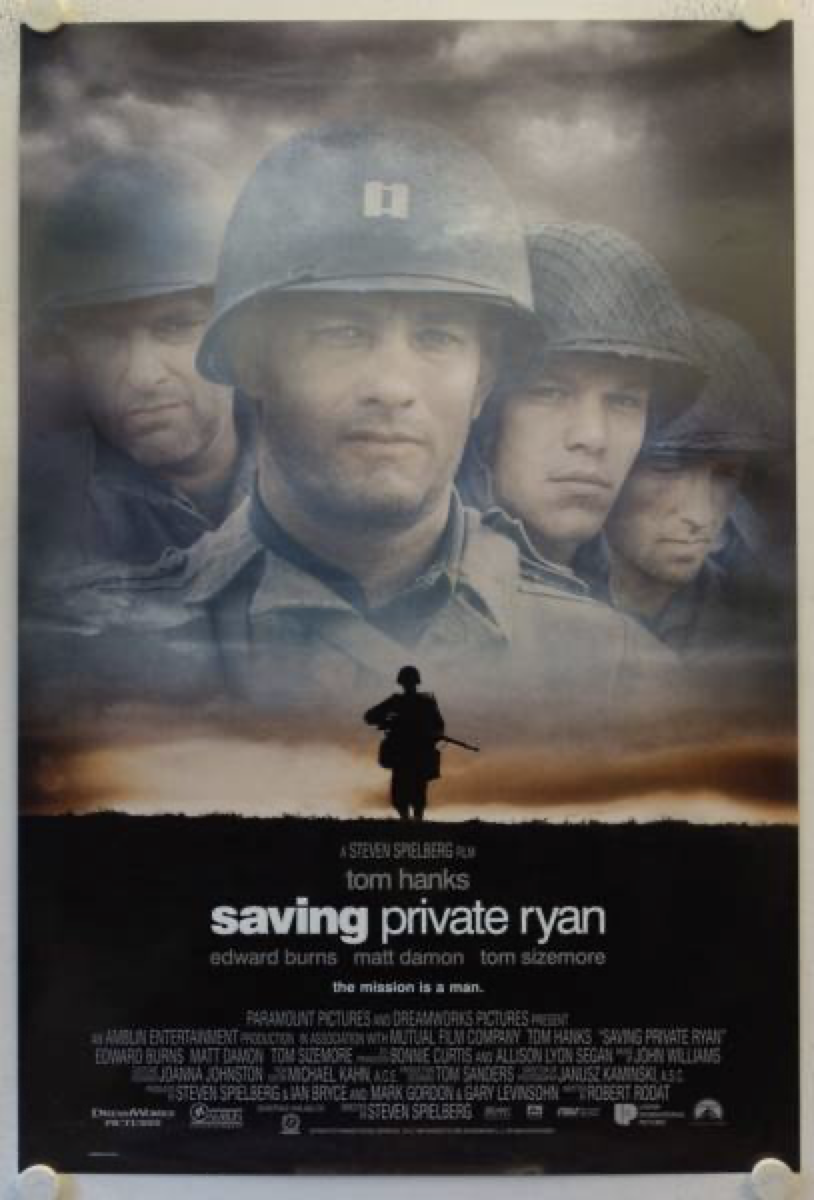 A STEVEN SPIELBERG FILM
tom hanks
saving private ryan
edward burns matt damon tom sizemore
the mission is a man.
PARAMOUNT PICTURES AND DREAMWORKS PICTURES PRESENT
AN AMBLIN ENTERTAINMENT PRODUCTION IN ASSOCIATION WITH MUTUAL FILM COMPANY TOM HANKS "SAVING PRIVATE RYAN"
EDWARD BURNS MATT DAMON TOM SIZEMORE BONNIE CURTIS AND ALLISON LYON SEGAN JOHN WILLIAMS
JOANNA JOHNSTON MICHAEL KAHN, A.C.E. TOM SANDERS JANUSZ KAMINSKI, A.S.C.
STEVEN SPIELBERG & IAN BRYCE AND MARK GORDON & GARY LEVINSOHN ROBERT RODAT
DREAMWORKS PICTURES STEVEN SPIELBERG